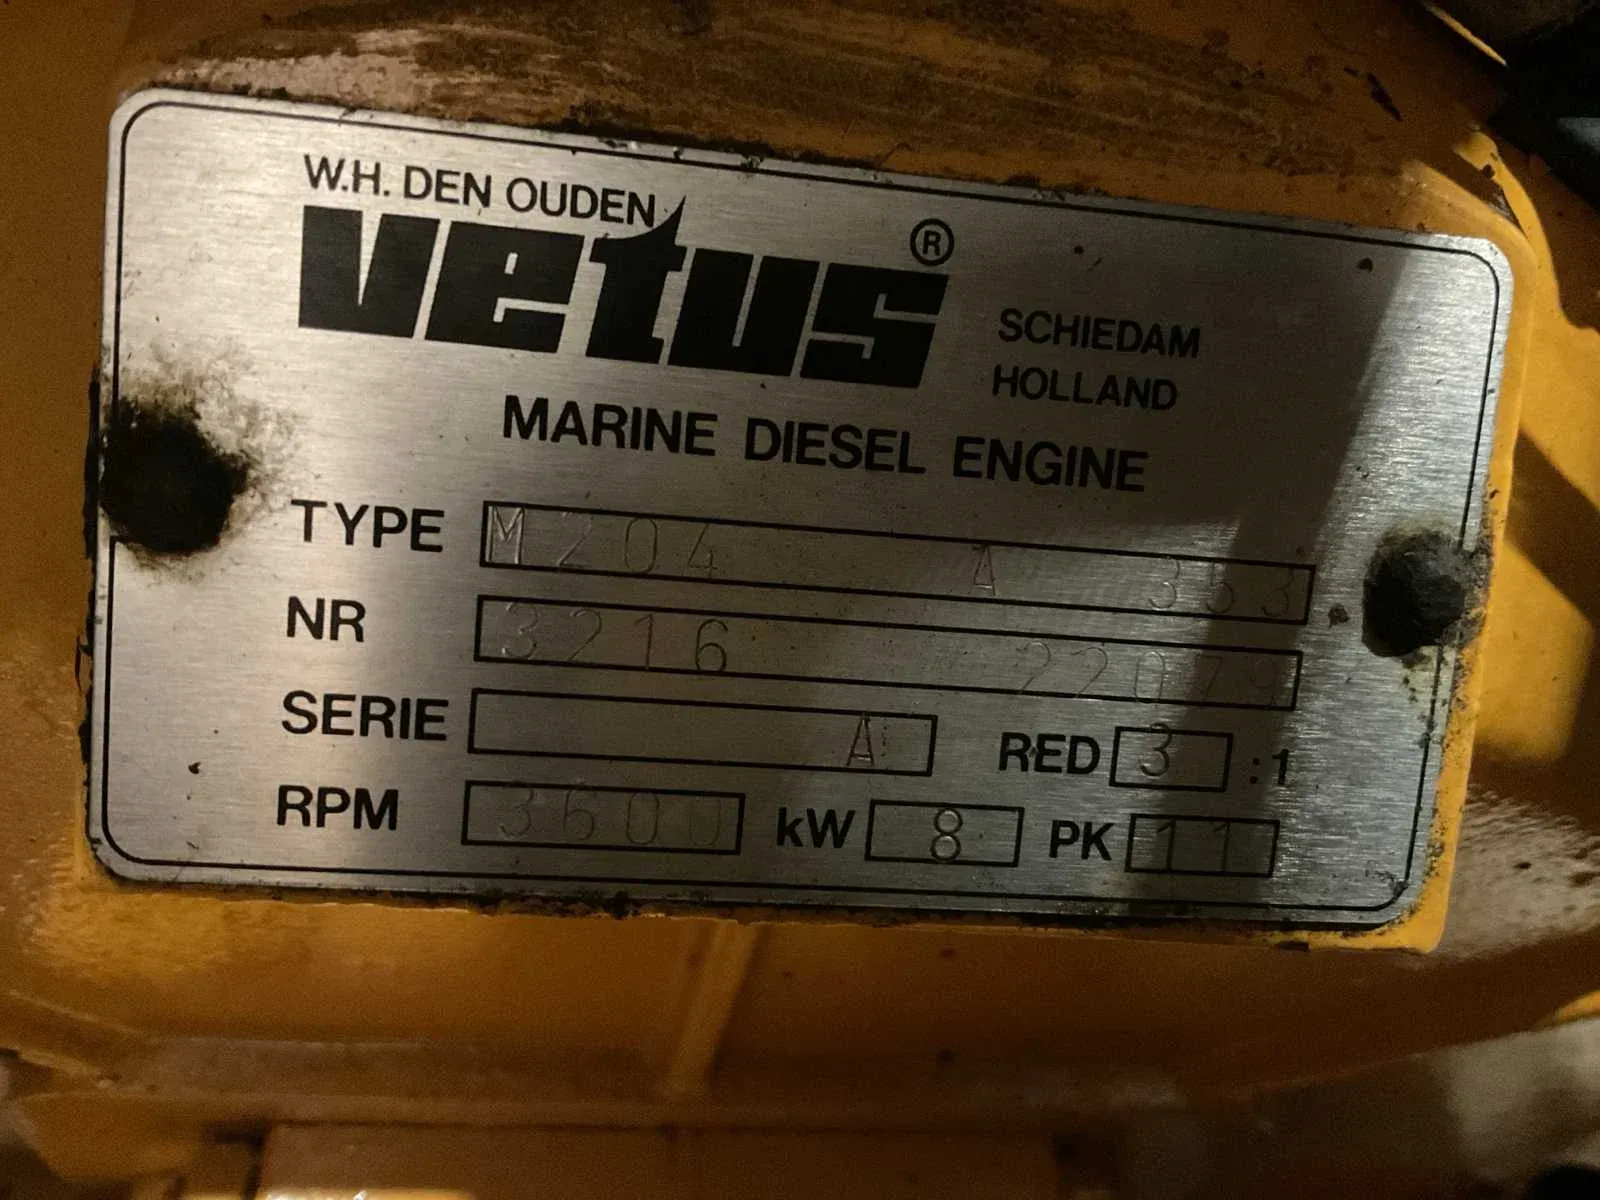 W.H. DEN OUDEN
vetus ®
SCHIEDAM
HOLLAND
MARINE DIESEL ENGINE
TYPE M204 A 353
NR 3216 22079
SERIE A RED 3 :1
RPM 3600 kW 8 PK 11